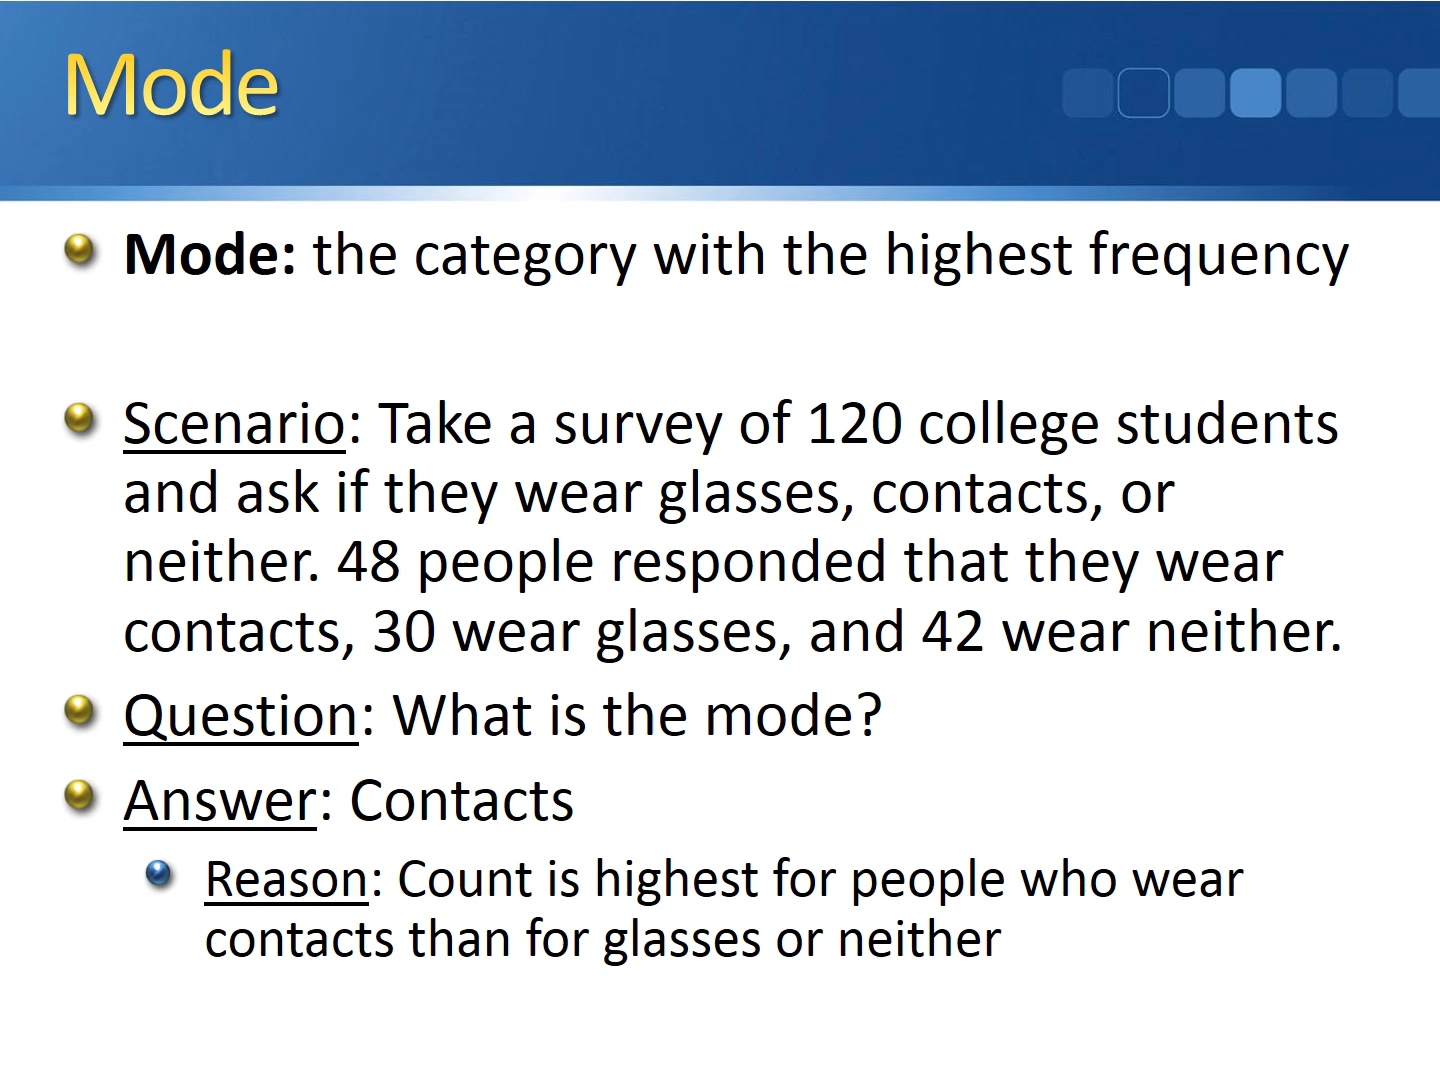 Mode
Mode: the category with the highest frequency
Scenario: Take a survey of 120 college students
and ask if they wear glasses, contacts, or
neither. 48 people responded that they wear
contacts, 30 wear glasses, and 42 wear neither.
Question: What is the mode?
Answer: Contacts
Reason: Count is highest for people who wear
contacts than for glasses or neither